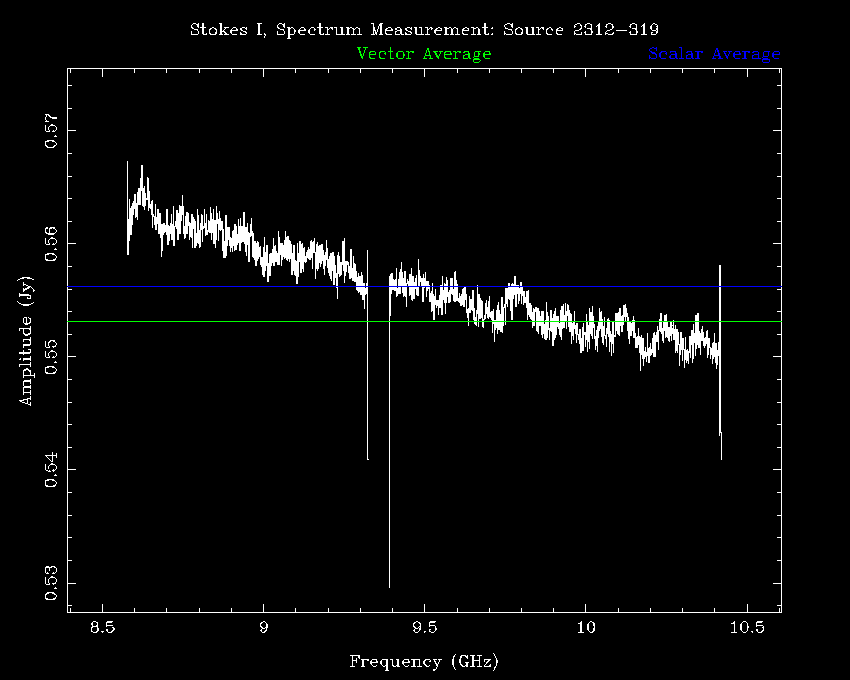 Stokes I, Spectrum Measurement: Source 2312−319
Vector Average
Scalar Average
0.57
0.56
0.55
0.54
0.53
Amplitude (Jy)
8.5 9 9.5 10 10.5
Frequency (GHz)